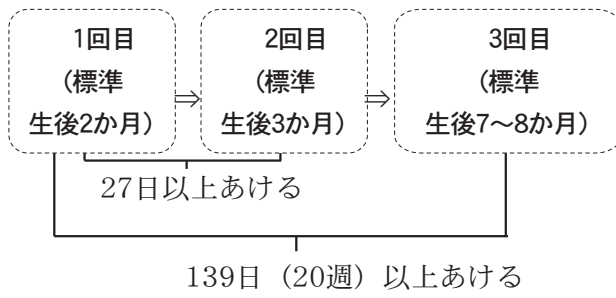 1回目
(標準
生後2か月)
⇒
2回目
(標準
生後3か月)
⇒
3回目
(標準
生後7～8か月)
27日以上あける
139日（20週）以上あける